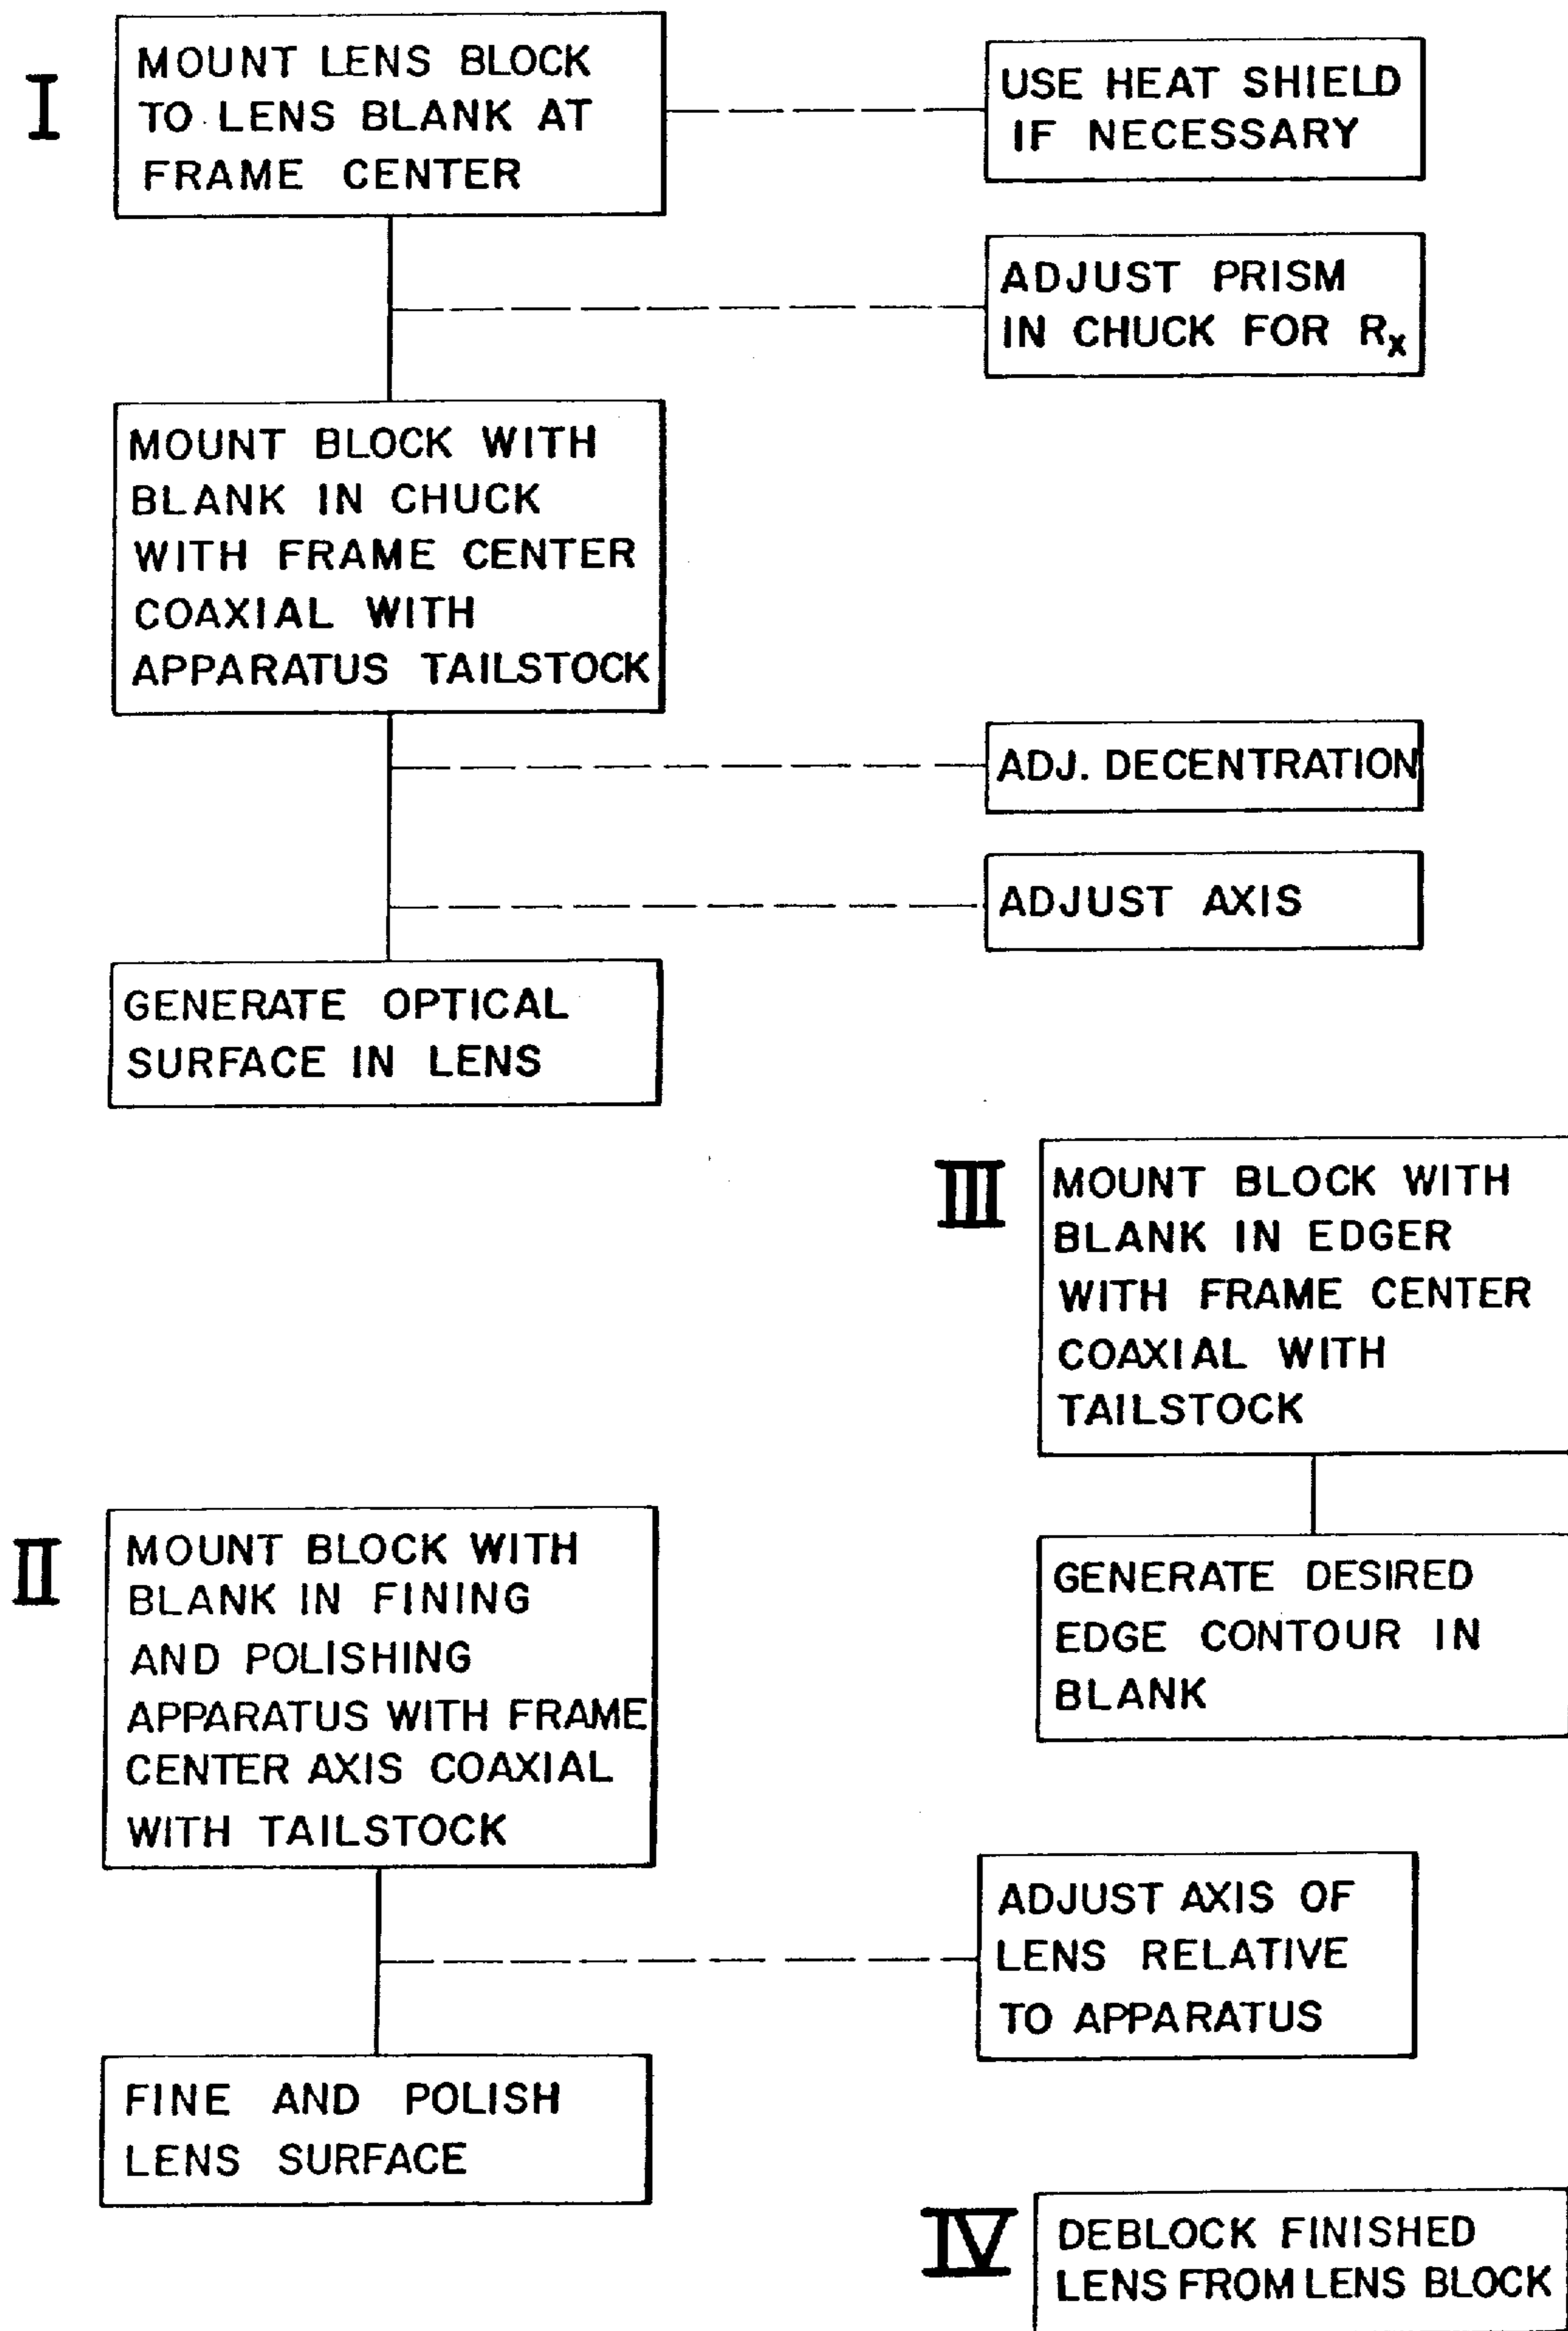 I
MOUNT LENS BLOCK
TO LENS BLANK AT
FRAME CENTER
USE HEAT SHIELD
IF NECESSARY
ADJUST PRISM
IN CHUCK FOR Rx
MOUNT BLOCK WITH
BLANK IN CHUCK
WITH FRAME CENTER
COAXIAL WITH
APPARATUS TAILSTOCK
ADJ. DECENTRATION
ADJUST AXIS
GENERATE OPTICAL
SURFACE IN LENS
II
MOUNT BLOCK WITH
BLANK IN FINING
AND POLISHING
APPARATUS WITH FRAME
CENTER AXIS COAXIAL
WITH TAILSTOCK
ADJUST AXIS OF
LENS RELATIVE
TO APPARATUS
FINE AND POLISH
LENS SURFACE
III
MOUNT BLOCK WITH
BLANK IN EDGER
WITH FRAME CENTER
COAXIAL WITH
TAILSTOCK
GENERATE DESIRED
EDGE CONTOUR IN
BLANK
IV
DEBLOCK FINISHED
LENS FROM LENS BLOCK